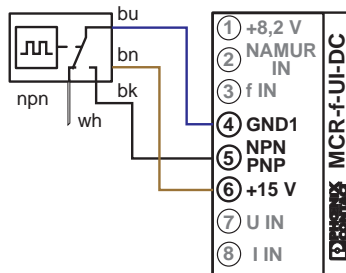 bu
bn
bk
npn
wh
1 +8,2 V
2 NAMUR
IN
3 f IN
4 GND1
5 NPN
PNP
6 +15 V
7 U IN
8 I IN
MCR-f-UI-DC